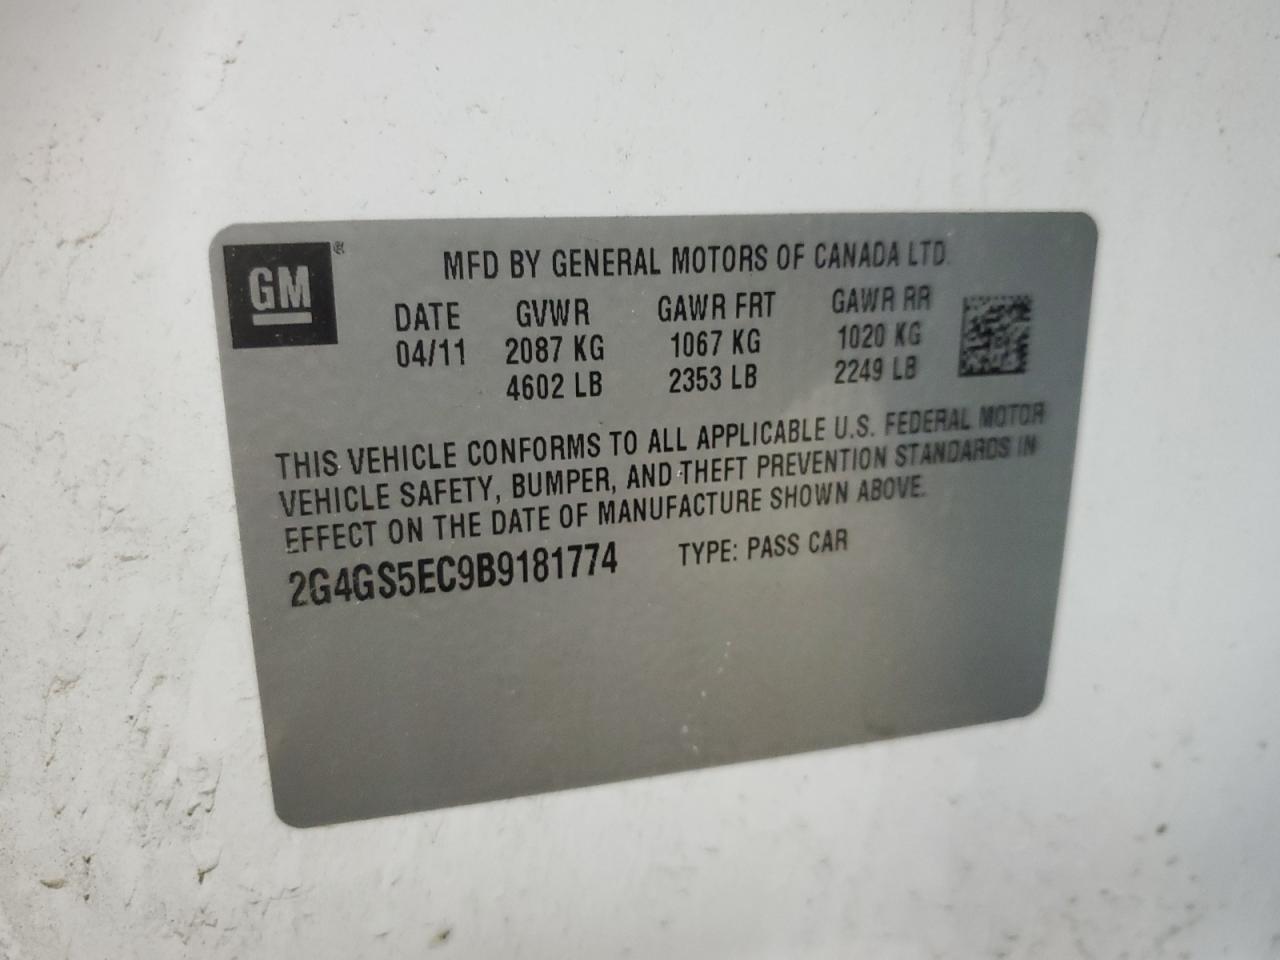 GM ®
MFD BY GENERAL MOTORS OF CANADA LTD.
DATE GVWR GAWR FRT GAWR RR
04/11 2087 KG 1067 KG 1020 KG
4602 LB 2353 LB 2249 LB
THIS VEHICLE CONFORMS TO ALL APPLICABLE U.S. FEDERAL MOTOR
VEHICLE SAFETY, BUMPER, AND THEFT PREVENTION STANDARDS IN
EFFECT ON THE DATE OF MANUFACTURE SHOWN ABOVE.
2G4GS5EC9B9181774 TYPE: PASS CAR